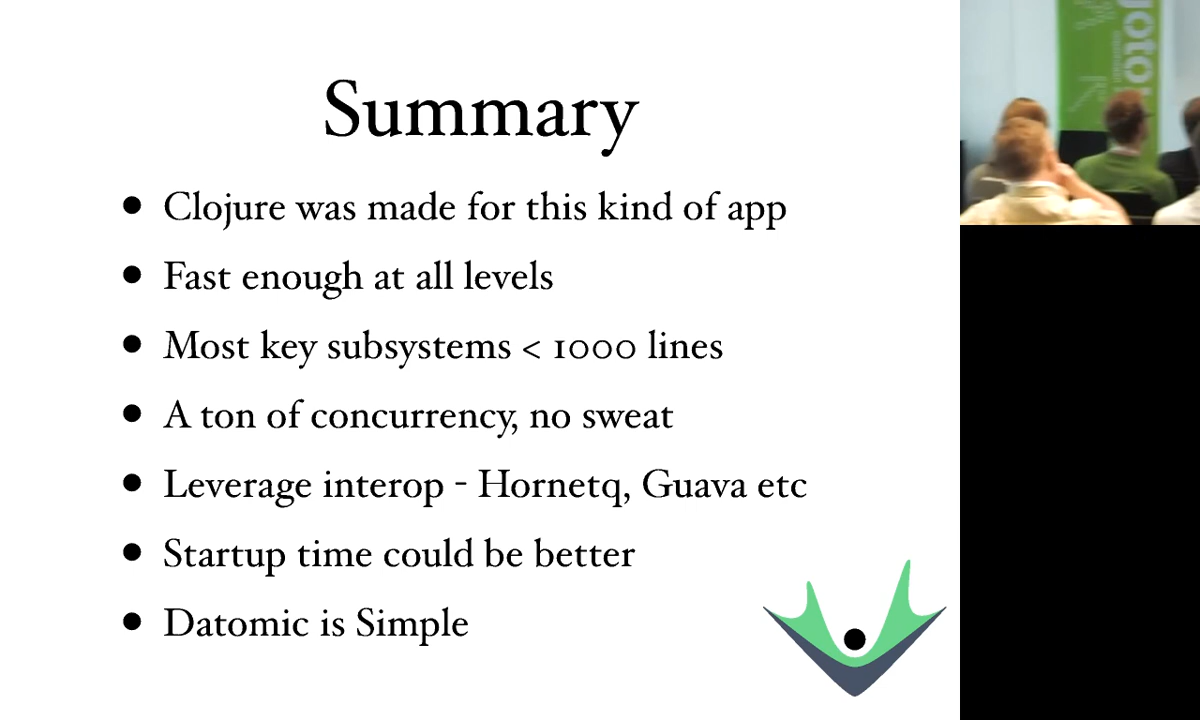 Summary
• Clojure was made for this kind of app
• Fast enough at all levels
• Most key subsystems < 1000 lines
• A ton of concurrency, no sweat
• Leverage interop - Hornetq, Guava etc
• Startup time could be better
• Datomic is Simple